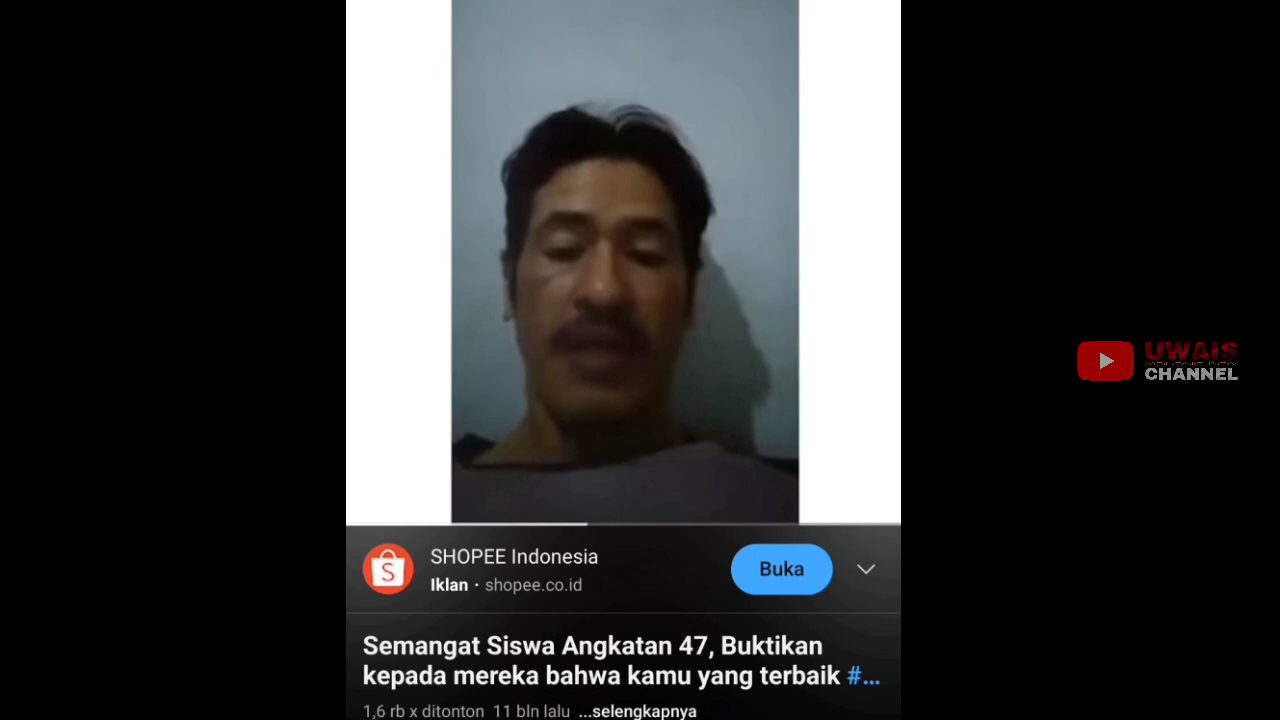 UWAIS
CHANNEL
S
SHOPEE Indonesia
Iklan · shopee.co.id
Buka
Semangat Siswa Angkatan 47, Buktikan
kepada mereka bahwa kamu yang terbaik #...
1,6 rb x ditonton 11 bln lalu ...selengkapnya